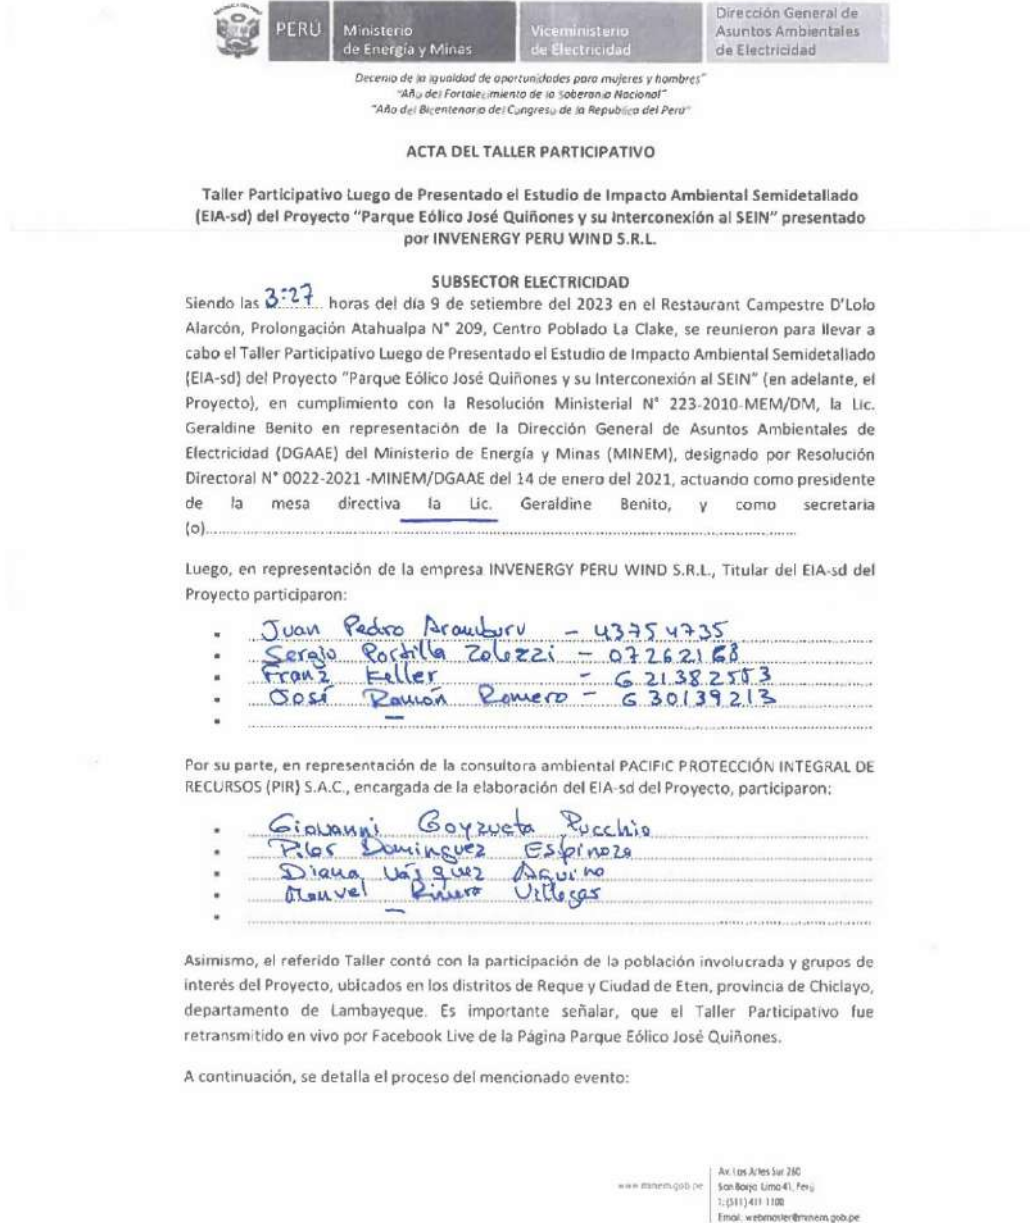 PERÚ
Ministerio
de Energía y Minas
Viceministerio
de Electricidad
Dirección General de
Asuntos Ambientales
de Electricidad
Decenio de la igualdad de oportunidades para mujeres y hombres"
"Año del Fortalecimiento de la Soberanía Nacional"
"Año del Bicentenario del Congreso de la Republica del Perú"
ACTA DEL TALLER PARTICIPATIVO
Taller Participativo Luego de Presentado el Estudio de Impacto Ambiental Semidetallado
(EIA-sd) del Proyecto "Parque Eólico José Quiñones y su Interconexión al SEIN" presentado
por INVENERGY PERU WIND S.R.L.
SUBSECTOR ELECTRICIDAD
Siendo las 3:27 horas del día 9 de setiembre del 2023 en el Restaurant Campestre D'Lolo
Alarcón, Prolongación Atahualpa N° 209, Centro Poblado La Clake, se reunieron para llevar a
cabo el Taller Participativo Luego de Presentado el Estudio de Impacto Ambiental Semidetallado
(EIA-sd) del Proyecto "Parque Eólico José Quiñones y su Interconexión al SEIN" (en adelante, el
Proyecto), en cumplimiento con la Resolución Ministerial N° 223-2010-MEM/DM, la Lic.
Geraldine Benito en representación de la Dirección General de Asuntos Ambientales de
Electricidad (DGAAE) del Ministerio de Energía y Minas (MINEM), designado por Resolución
Directoral N° 0022-2021 -MINEM/DGAAE del 14 de enero del 2021, actuando como presidente
de la mesa directiva la Lic. Geraldine Benito, y como secretaria
(o)
Luego, en representación de la empresa INVENERGY PERU WIND S.R.L., Titular del EIA-sd del
Proyecto participaron:
Juan Pedro Aramburu - 43754735
Sergio Portilla Zolezzi - 07262168
Franz Keller - G 21382503
José Ramón Romero - G 30139213
Por su parte, en representación de la consultora ambiental PACIFIC PROTECCIÓN INTEGRAL DE
RECURSOS (PIR) S.A.C., encargada de la elaboración del EIA-sd del Proyecto, participaron:
Giovanni Goyzueta Pucchio
Pilar Dominguez Espinoza
Diana Vásquez Aquino
Manuel Rivero Villegas
Asimismo, el referido Taller contó con la participación de la población involucrada y grupos de
interés del Proyecto, ubicados en los distritos de Reque y Ciudad de Eten, provincia de Chiclayo,
departamento de Lambayeque. Es importante señalar, que el Taller Participativo fue
retransmitido en vivo por Facebook Live de la Página Parque Eólico José Quiñones.
A continuación, se detalla el proceso del mencionado evento:
www.minem.gob.pe
Av. Las Artes Sur 260
San Borja Lima 41, Perú
T: (511) 411 1100
Email: webmaster@minem.gob.pe